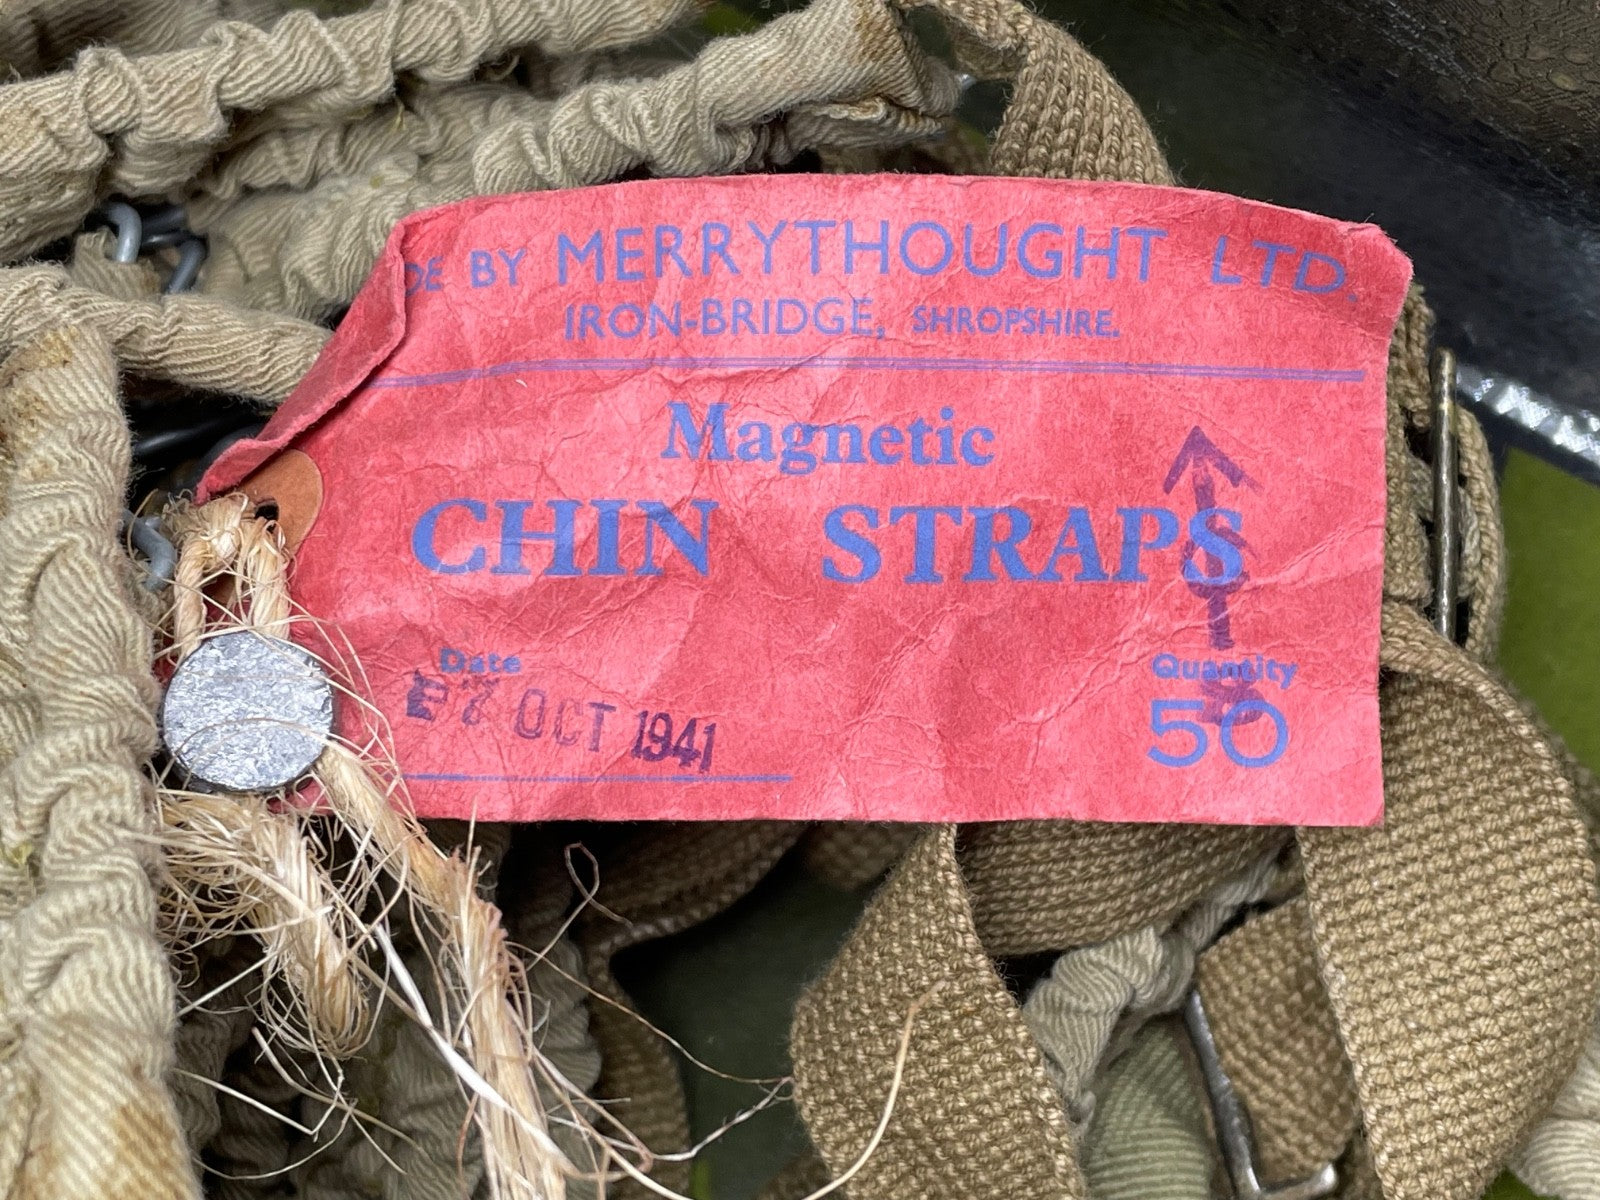 DE BY MERRYTHOUGHT LTD.
IRON-BRIDGE, SHROPSHIRE.
Magnetic
CHIN STRAPS
Date
OCT 1941
Quantity
50